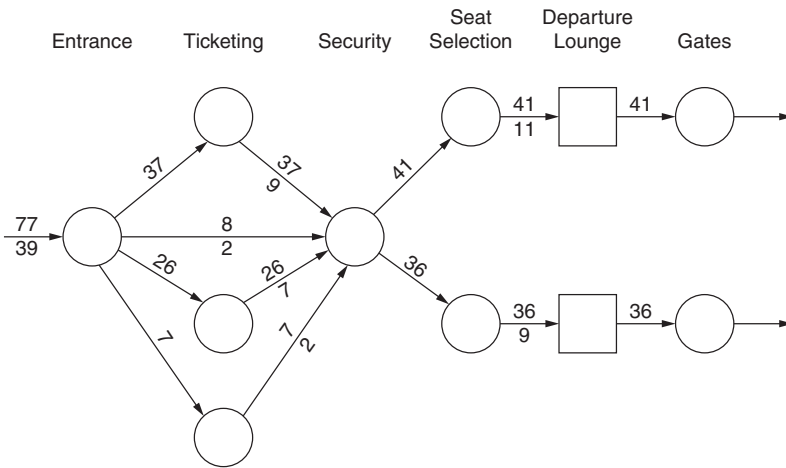 Entrance
Ticketing
Security
Seat
Selection
Departure
Lounge
Gates
77
39
37
37
9
8
2
26
26
7
7
7
2
41
41
11
41
36
36
9
36